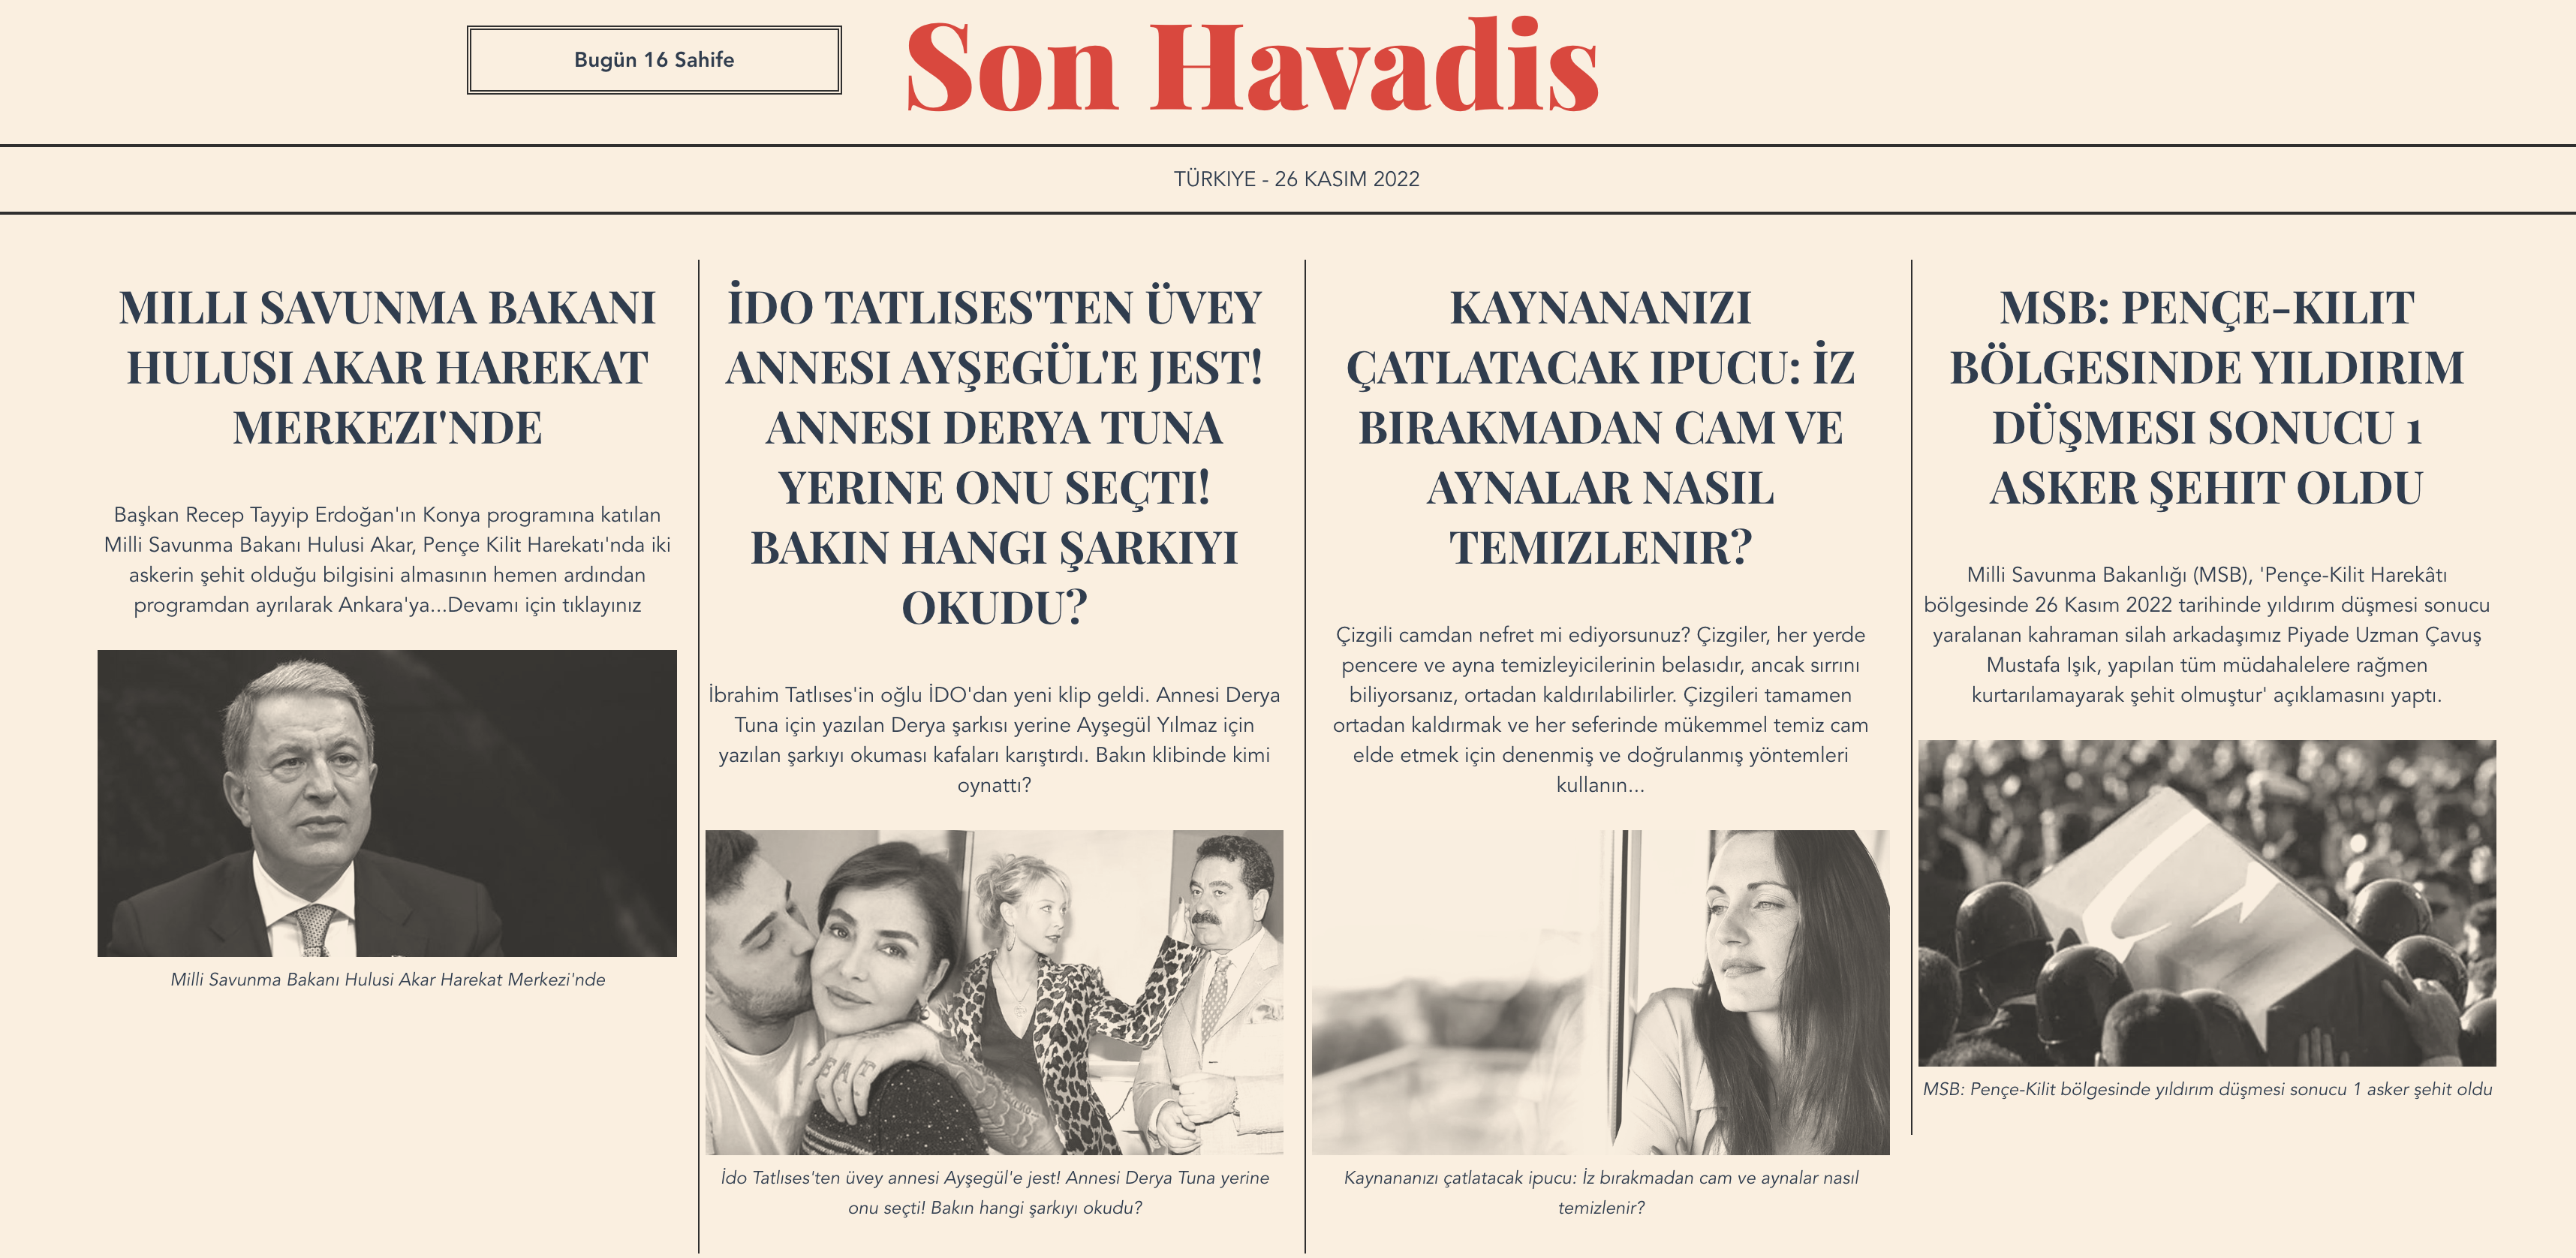 Bugün 16 Sahife
Son Havadis
TÜRKIYE - 26 KASIM 2022
MILLI SAVUNMA BAKANI
HULUSI AKAR HAREKAT
MERKEZI'NDE
Başkan Recep Tayyip Erdoğan'ın Konya programına katılan
Milli Savunma Bakanı Hulusi Akar, Pençe Kilit Harekatı'nda iki
askerin şehit olduğu bilgisini almasının hemen ardından
programdan ayrılarak Ankara'ya...Devamı için tıklayınız
Milli Savunma Bakanı Hulusi Akar Harekat Merkezi'nde
İDO TATLISES'TEN ÜVEY
ANNESI AYŞEGÜL'E JEST!
ANNESI DERYA TUNA
YERINE ONU SEÇTI!
BAKIN HANGI ŞARKIYI
OKUDU?
İbrahim Tatlıses'in oğlu İDO'dan yeni klip geldi. Annesi Derya
Tuna için yazılan Derya şarkısı yerine Ayşegül Yılmaz için
yazılan şarkıyı okuması kafaları karıştırdı. Bakın klibinde kimi
oynattı?
İdo Tatlıses'ten üvey annesi Ayşegül'e jest! Annesi Derya Tuna yerine
onu seçti! Bakın hangi şarkıyı okudu?
KAYNANANIZI
ÇATLATACAK IPUCU: İZ
BIRAKMADAN CAM VE
AYNALAR NASIL
TEMIZLENIR?
Çizgili camdan nefret mi ediyorsunuz? Çizgiler, her yerde
pencere ve ayna temizleyicilerinin belasıdır, ancak sırrını
biliyorsanız, ortadan kaldırılabilirler. Çizgileri tamamen
ortadan kaldırmak ve her seferinde mükemmel temiz cam
elde etmek için denenmiş ve doğrulanmış yöntemleri
kullanın...
Kaynananızı çatlatacak ipucu: İz bırakmadan cam ve aynalar nasıl
temizlenir?
MSB: PENÇE-KILIT
BÖLGESINDE YILDIRIM
DÜŞMESI SONUCU 1
ASKER ŞEHIT OLDU
Milli Savunma Bakanlığı (MSB), 'Pençe-Kilit Harekâtı
bölgesinde 26 Kasım 2022 tarihinde yıldırım düşmesi sonucu
yaralanan kahraman silah arkadaşımız Piyade Uzman Çavuş
Mustafa Işık, yapılan tüm müdahalelere rağmen
kurtarılamayarak şehit olmuştur' açıklamasını yaptı.
MSB: Pençe-Kilit bölgesinde yıldırım düşmesi sonucu 1 asker şehit oldu